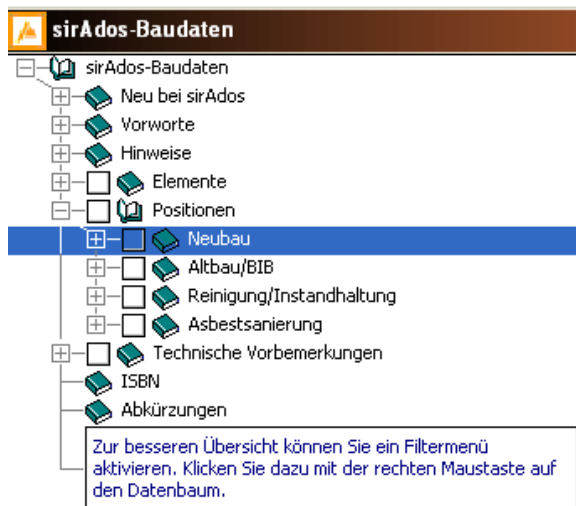 sirAdos-Baudaten
sirAdos-Baudaten
Neu bei sirAdos
Vorworte
Hinweise
Elemente
Positionen
Neubau
Altbau/BIB
Reinigung/Instandhaltung
Asbestsanierung
Technische Vorbemerkungen
ISBN
Abkürzungen
Zur besseren Übersicht können Sie ein Filtermenü
aktivieren. Klicken Sie dazu mit der rechten Maustaste auf
den Datenbaum.